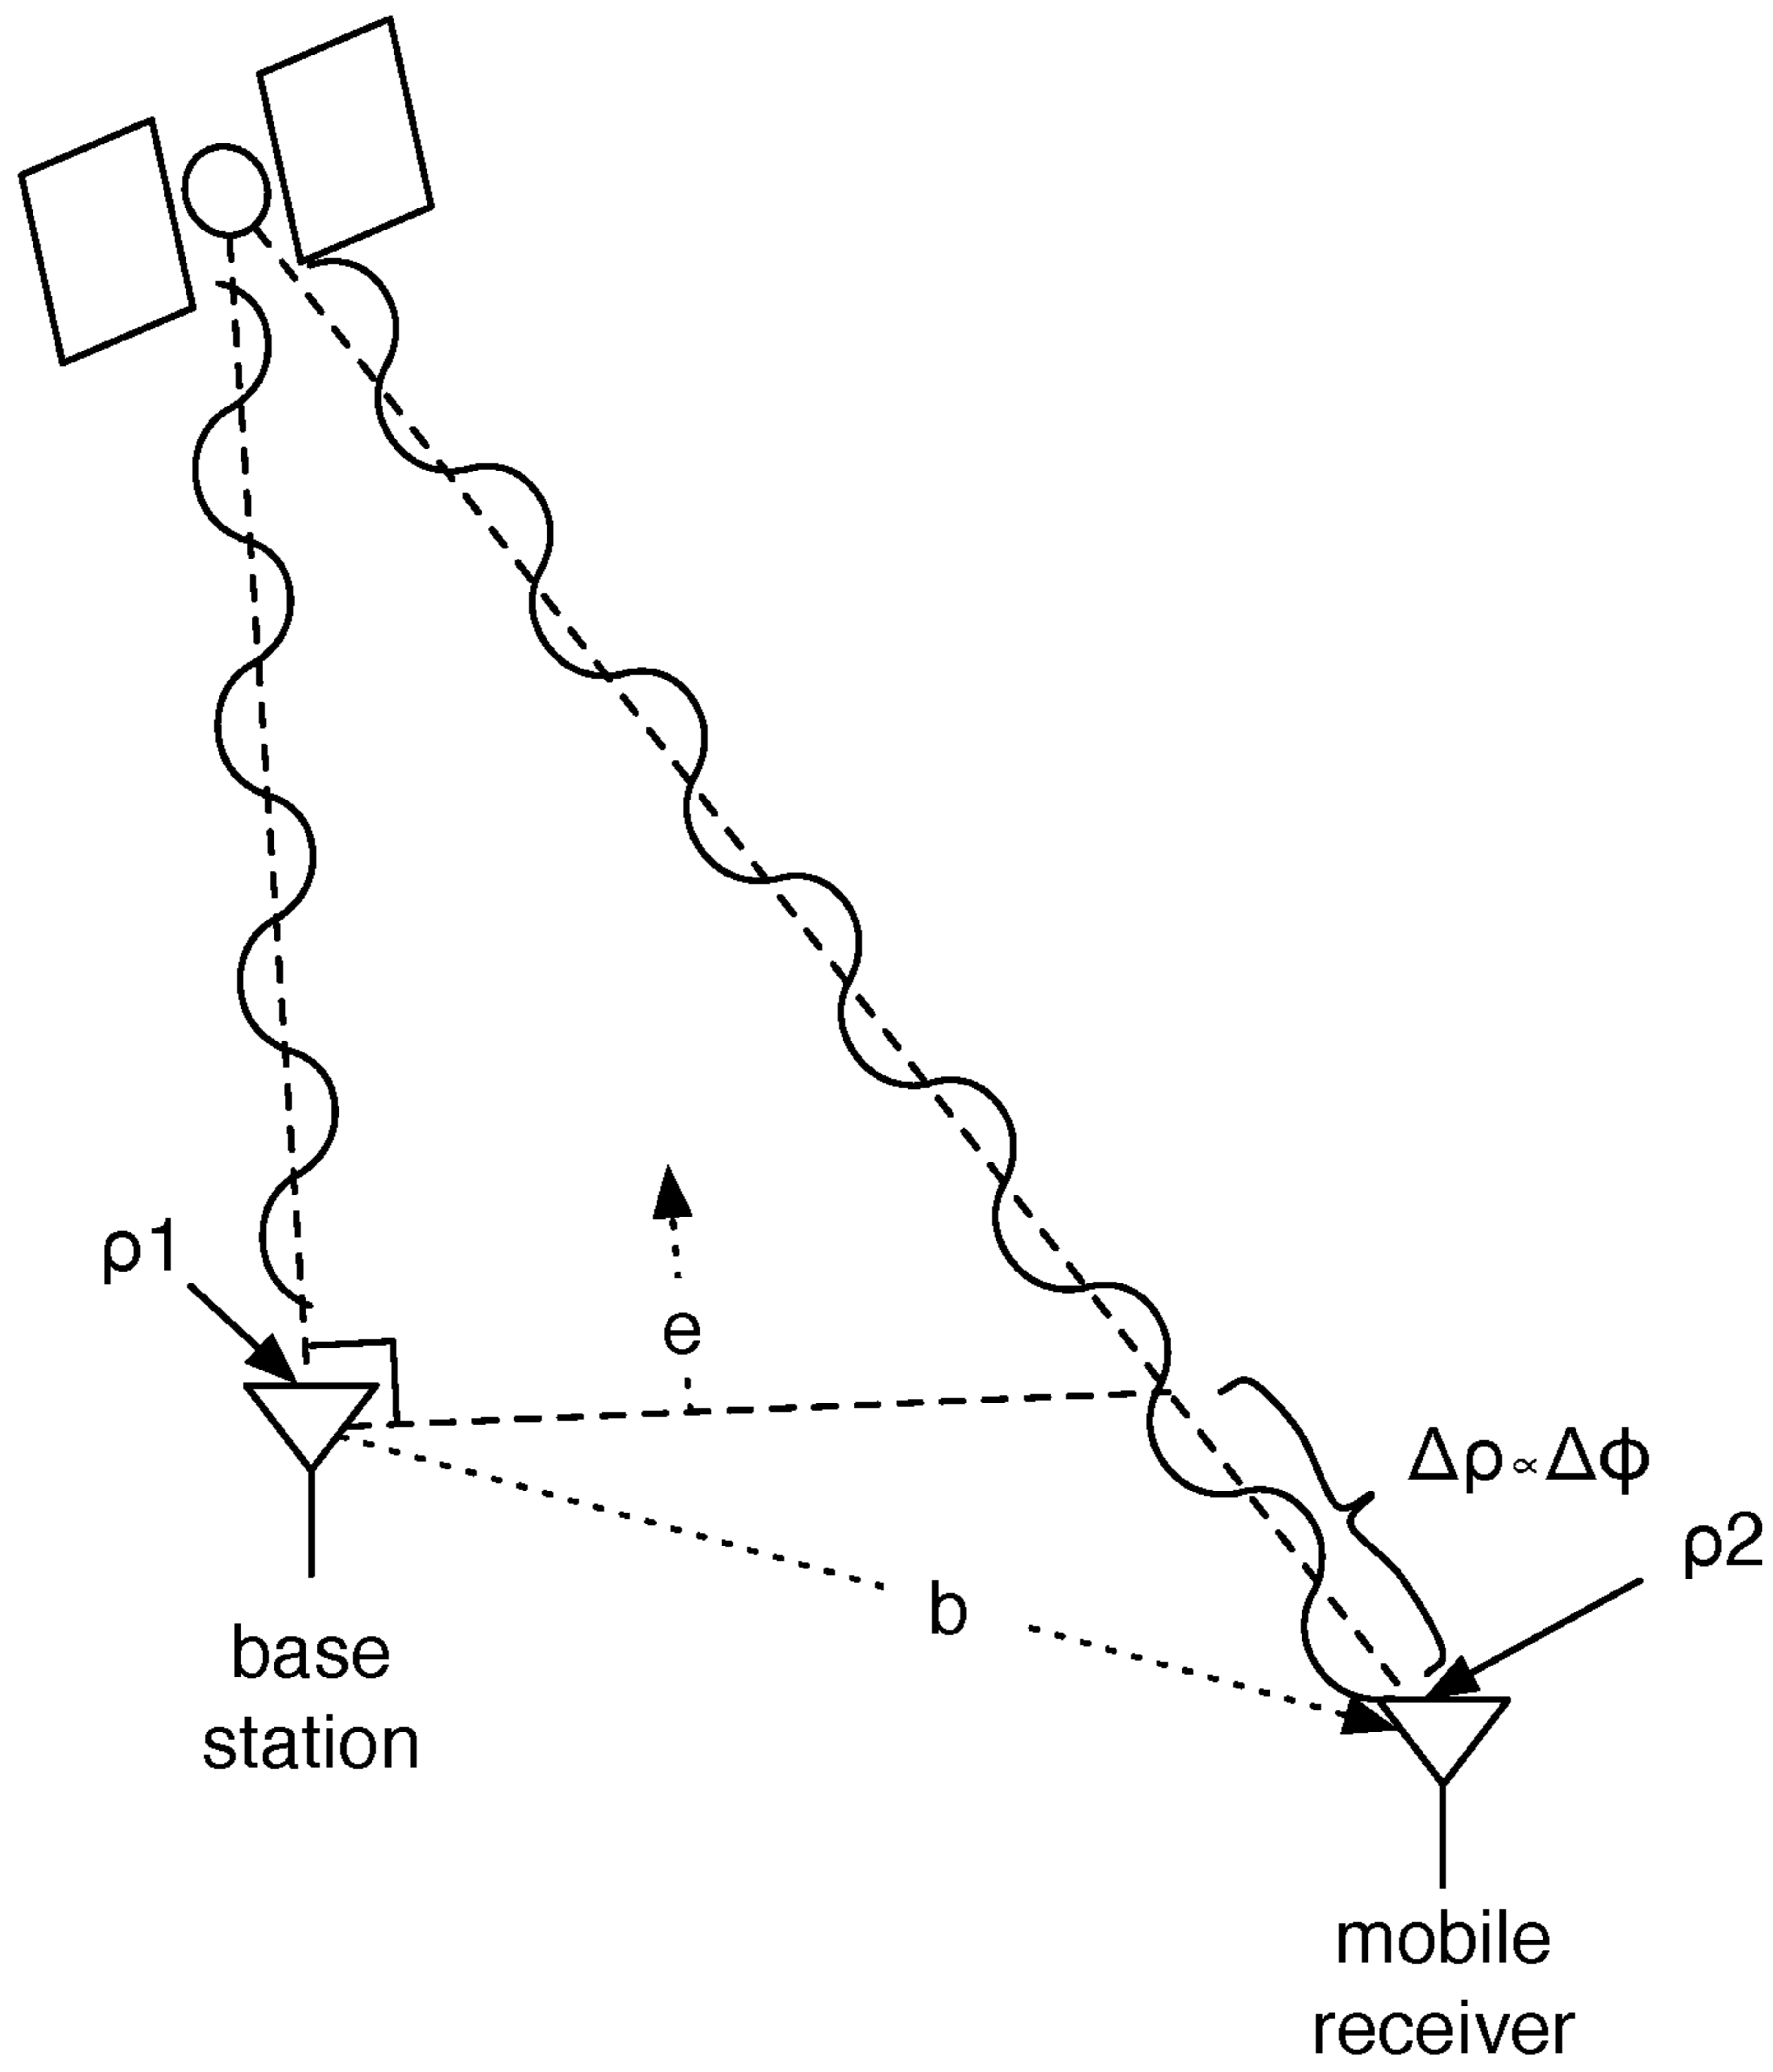 ρ1
e
Δρ ∝ Δϕ
ρ2
b
base
station
mobile
receiver